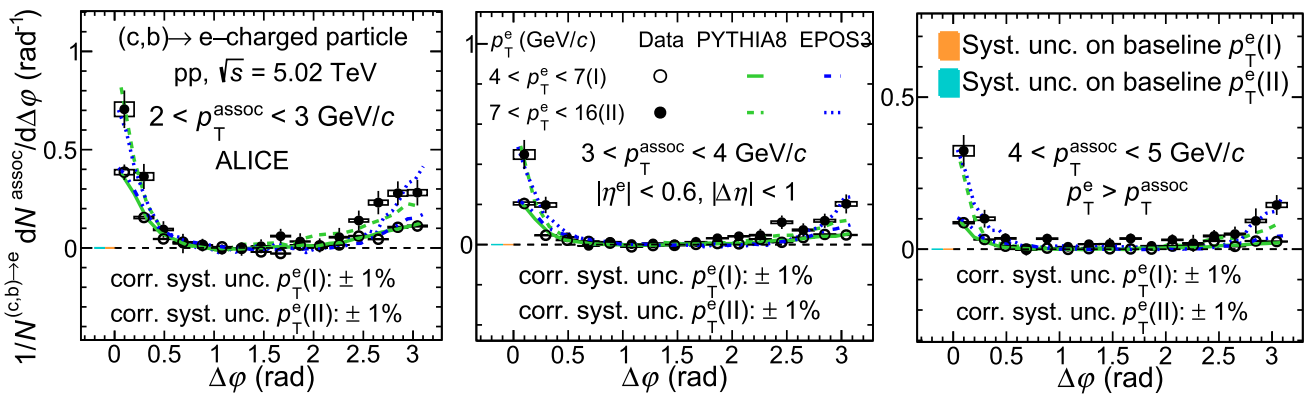 1/N^(c,b)→e dN^assoc/dΔφ (rad⁻¹)
(c,b)→ e–charged particle
pp, √s = 5.02 TeV
2 < p_T^assoc < 3 GeV/c
ALICE
corr. syst. unc. p_T^e(I): ± 1%
corr. syst. unc. p_T^e(II): ± 1%
1
0.5
0
0 0.5 1 1.5 2 2.5 3
Δφ (rad)
p_T^e (GeV/c) Data PYTHIA8 EPOS3
4 < p_T^e < 7(I)
7 < p_T^e < 16(II)
3 < p_T^assoc < 4 GeV/c
|η^e| < 0.6, |Δη| < 1
corr. syst. unc. p_T^e(I): ± 1%
corr. syst. unc. p_T^e(II): ± 1%
1
0
0 0.5 1 1.5 2 2.5 3
Δφ (rad)
Syst. unc. on baseline p_T^e(I)
Syst. unc. on baseline p_T^e(II)
4 < p_T^assoc < 5 GeV/c
p_T^e > p_T^assoc
corr. syst. unc. p_T^e(I): ± 1%
corr. syst. unc. p_T^e(II): ± 1%
0.5
0
0 0.5 1 1.5 2 2.5 3
Δφ (rad)